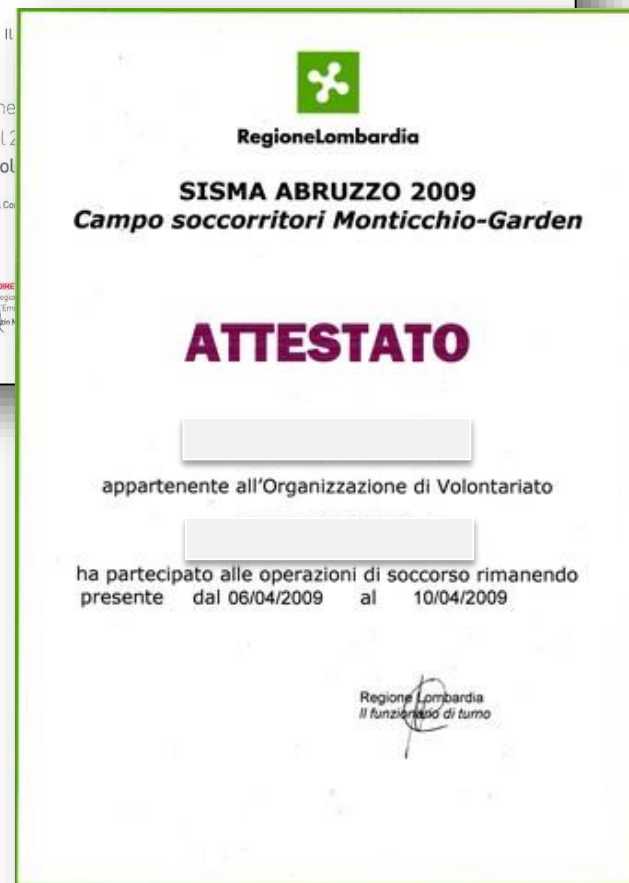 Il
RegioneLombardia
SISMA ABRUZZO 2009
Campo soccorritori Monticchio-Garden
ATTESTATO
appartenente all'Organizzazione di Volontariato
ha partecipato alle operazioni di soccorso rimanendo
presente dal 06/04/2009 al 10/04/2009
Regione Lombardia
Il funzionario di turno